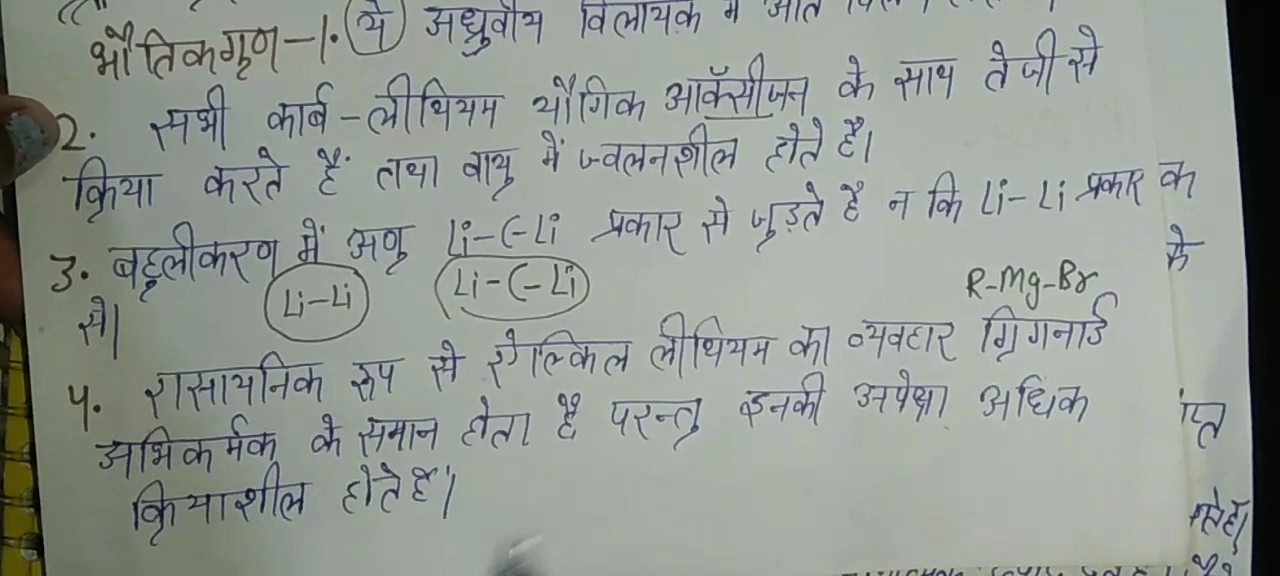 भौतिकगुण-1. ये अध्रुवीय विलायक में
2. सभी कार्ब-लीथियम यौगिक ऑक्सीजन के साथ तेजी से
क्रिया करते हैं तथा वायु में ज्वलनशील होते है।
3. बहुलीकरण में अणु Li-C-Li प्रकार से जुड़ते है न कि Li-Li प्रकार
से।
Li-Li Li-C-Li
R-Mg-Br
4. रासायनिक रूप से ऐल्किल लीथियम का व्यवहार ग्रिगनार्ड
अभिकर्मक के समान होता है परन्तु इनकी अपेक्षा अधिक
क्रियाशील होते हैं।